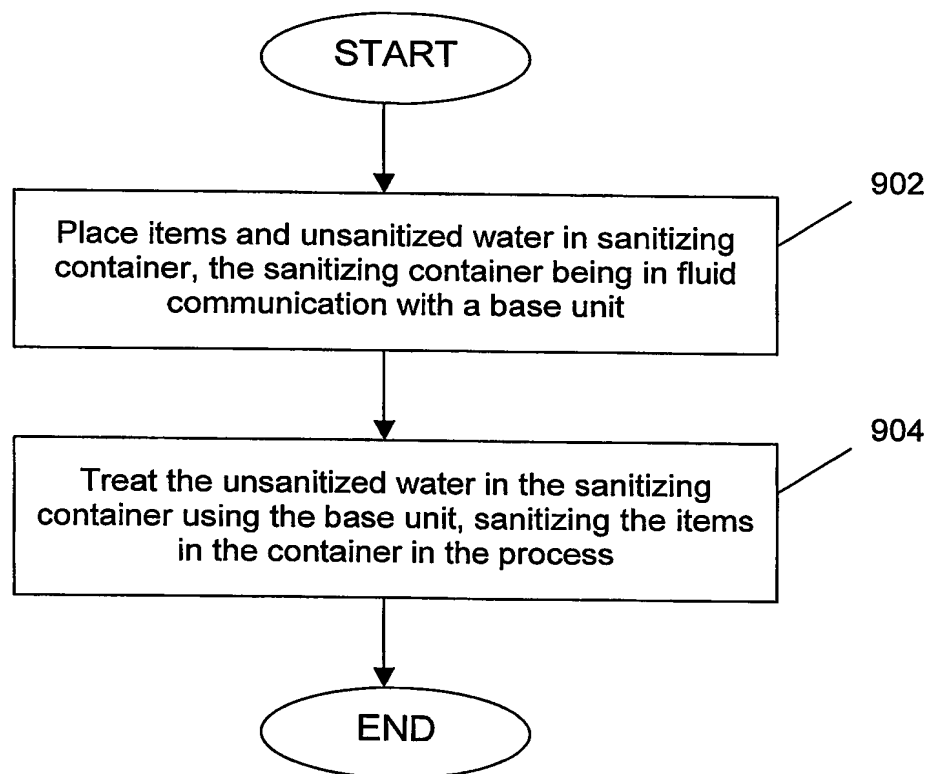 START
902
Place items and unsanitized water in sanitizing
container, the sanitizing container being in fluid
communication with a base unit
904
Treat the unsanitized water in the sanitizing
container using the base unit, sanitizing the items
in the container in the process
END